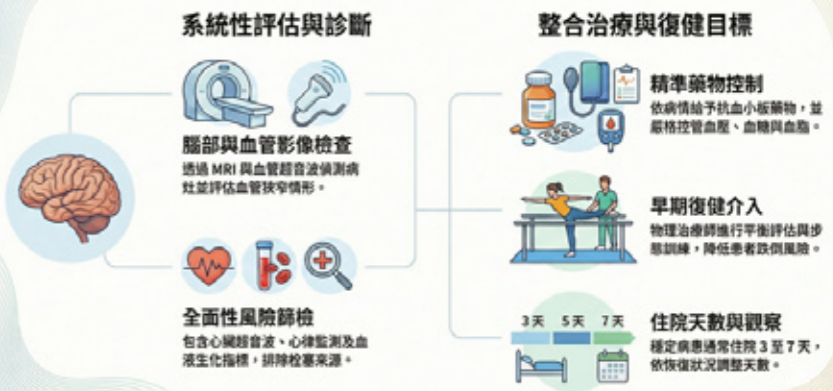 系統性評估與診斷
腦部與血管影像檢查
透過 MRI 與血管超音波偵測病
灶並評估血管狹窄情形。
全面性風險篩檢
包含心臟超音波、心律監測及血
液生化指標，排除栓塞來源。
整合治療與復健目標
精準藥物控制
依病情給予抗血小板藥物，並
嚴格控管血壓、血糖與血脂。
早期復健介入
物理治療師進行平衡評估與步
態訓練，降低患者跌倒風險。
3天 5天 7天
住院天數與觀察
穩定病患通常住院 3 至 7 天，
依恢復狀況調整天數。